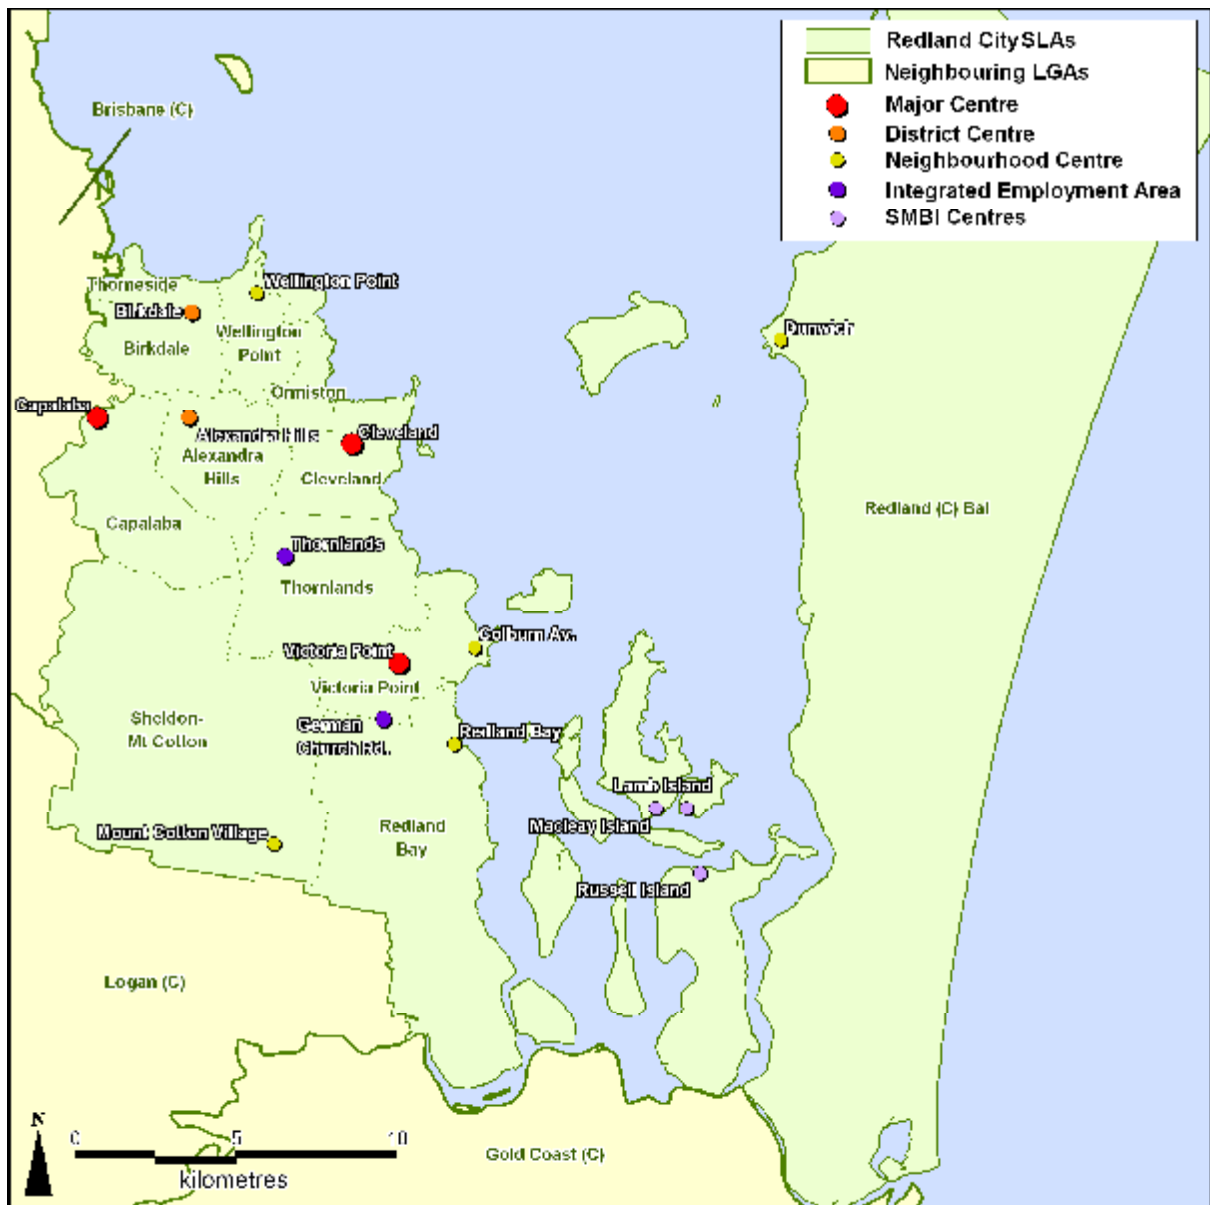 Redland City SLAs
Neighbouring LGAs
Major Centre
District Centre
Neighbourhood Centre
Integrated Employment Area
SMBI Centres
Brisbane (C)
Thorneside
Wellington Point
Birkdale
Birkdale
Wellington
Point
Dunwich
Ormiston
Capalaba
Alexandra Hills
Cleveland
Alexandra
Hills
Cleveland
Capalaba
Redland (C) Bal
Thornlands
Thornlands
Colburn Av.
Victoria Point
Victoria Point
Sheldon-
Mt Cotton
German
Church Rd.
Redland Bay
Lamb Island
Macleay Island
Mount Cotton Village
Redland
Bay
Russell Island
Logan (C)
Gold Coast (C)
N
0 5 10
kilometres